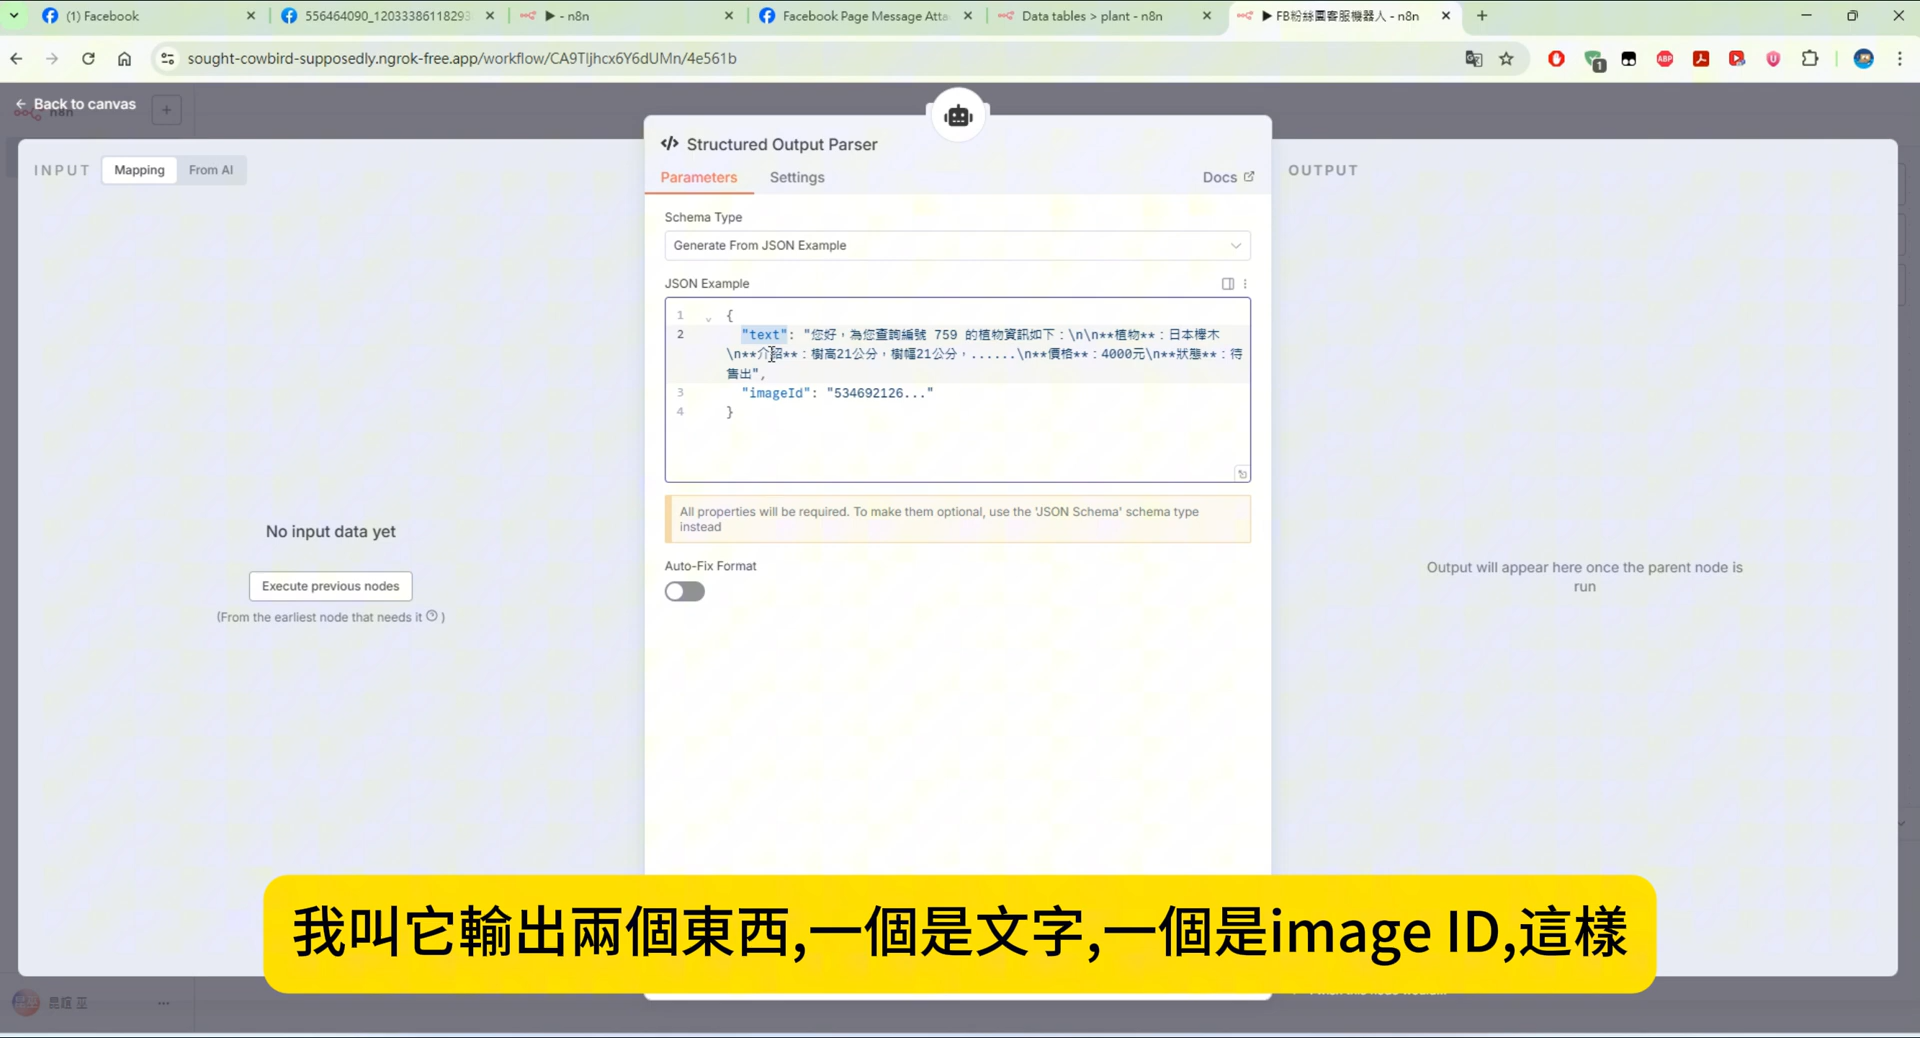 (1) Facebook
556464090_12033386118293
▶ - n8n
Facebook Page Message Atta
Data tables > plant - n8n
▶ FB粉絲團客服機器人 - n8n
sought-cowbird-supposedly.ngrok-free.app/workflow/CA9Tljhcx6Y6dUMn/4e561b
ABP
1
← Back to canvas
n8n
INPUT
Mapping
From AI
Structured Output Parser
OUTPUT
Parameters
Settings
Docs
Schema Type
Generate From JSON Example
JSON Example
1 {
2 "text": "您好，為您查詢編號 759 的植物資訊如下：\n\n**植物**：日本櫸木
\n**介紹**：樹高21公分，樹幅21公分，......\n**價格**：4000元\n**狀態**：待
售出",
3 "imageId": "534692126..."
4 }
All properties will be required. To make them optional, use the 'JSON Schema' schema type
instead
Auto-Fix Format
No input data yet
Execute previous nodes
(From the earliest node that needs it ? )
Output will appear here once the parent node is
run
我叫它輸出兩個東西,一個是文字,一個是image ID,這樣